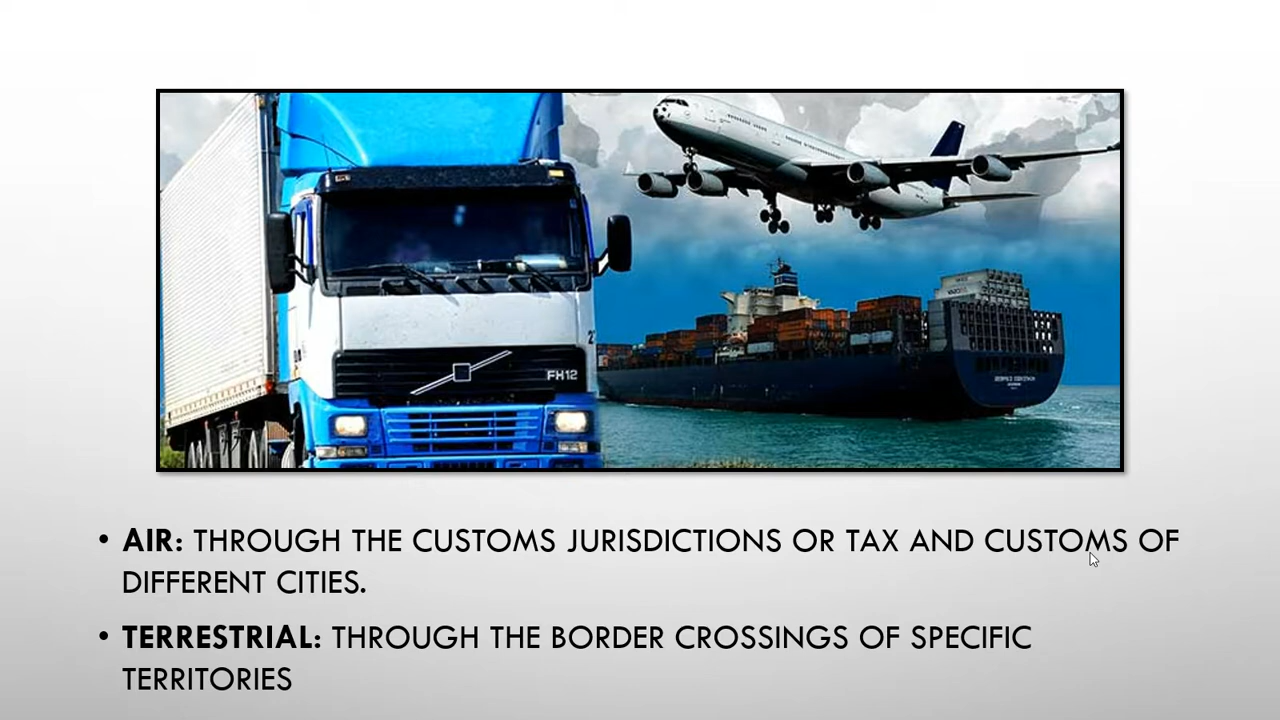 FH12
• AIR: THROUGH THE CUSTOMS JURISDICTIONS OR TAX AND CUSTOMS OF
DIFFERENT CITIES.
• TERRESTRIAL: THROUGH THE BORDER CROSSINGS OF SPECIFIC
TERRITORIES